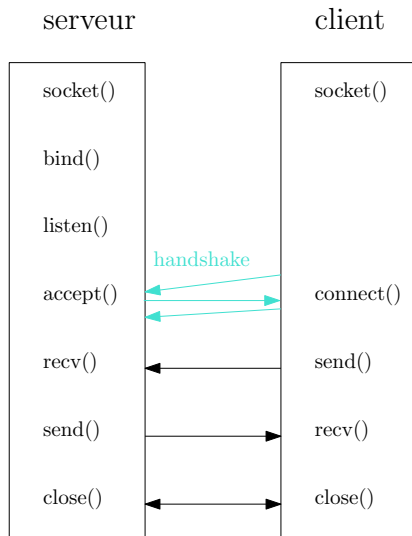 serveur
client
socket()
socket()
bind()
listen()
handshake
accept()
connect()
recv()
send()
send()
recv()
close()
close()